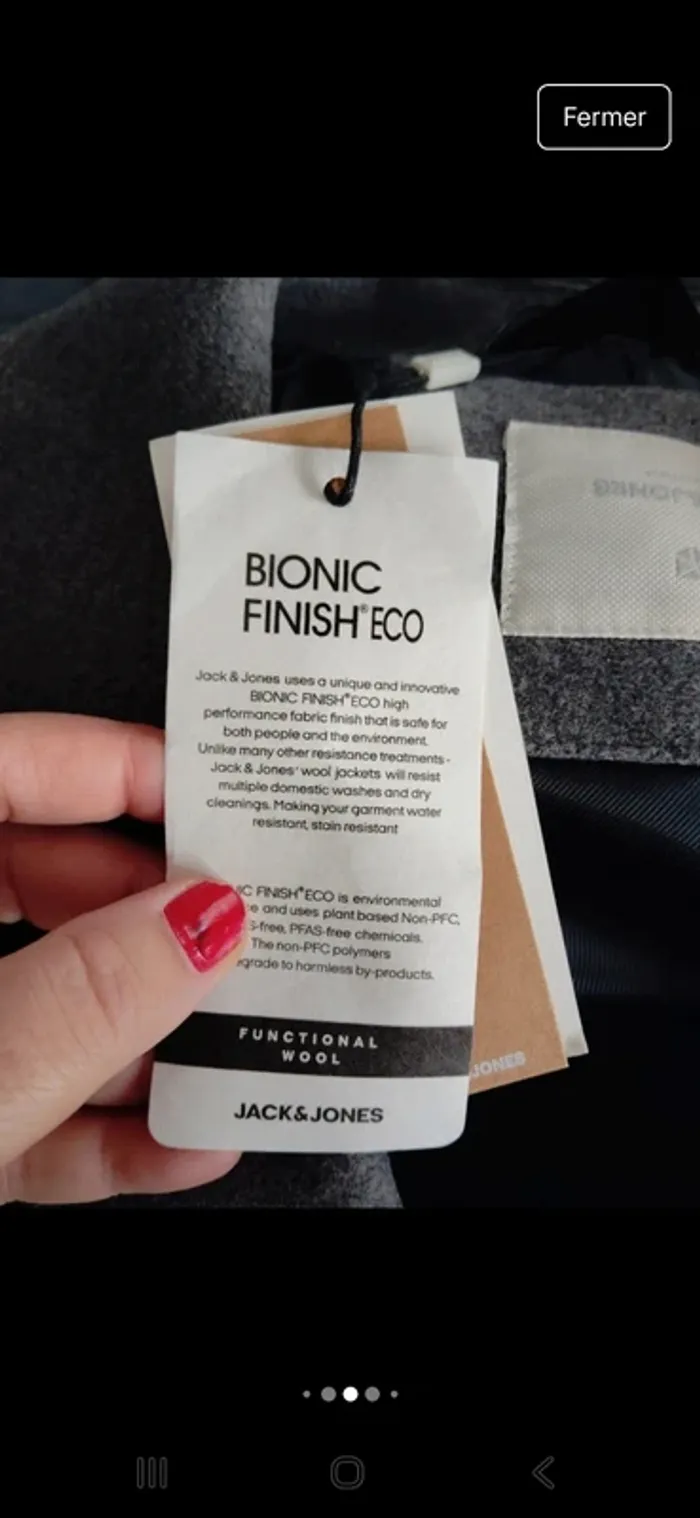 Fermer
BIONIC
FINISH® ECO
Jack & Jones uses a unique and innovative
BIONIC FINISH® ECO high
performance fabric finish that is safe for
both people and the environment.
Unlike many other resistance treatments -
Jack & Jones' wool jackets will resist
multiple domestic washes and dry
cleanings. Making your garment water
resistant, stain resistant
FINISH® ECO is environmental
and uses plant based Non-PFC,
-free, PFAS-free chemicals.
The non-PFC polymers
to harmless by-products.
FUNCTIONAL
WOOL
JACK&JONES
JONES
JONES